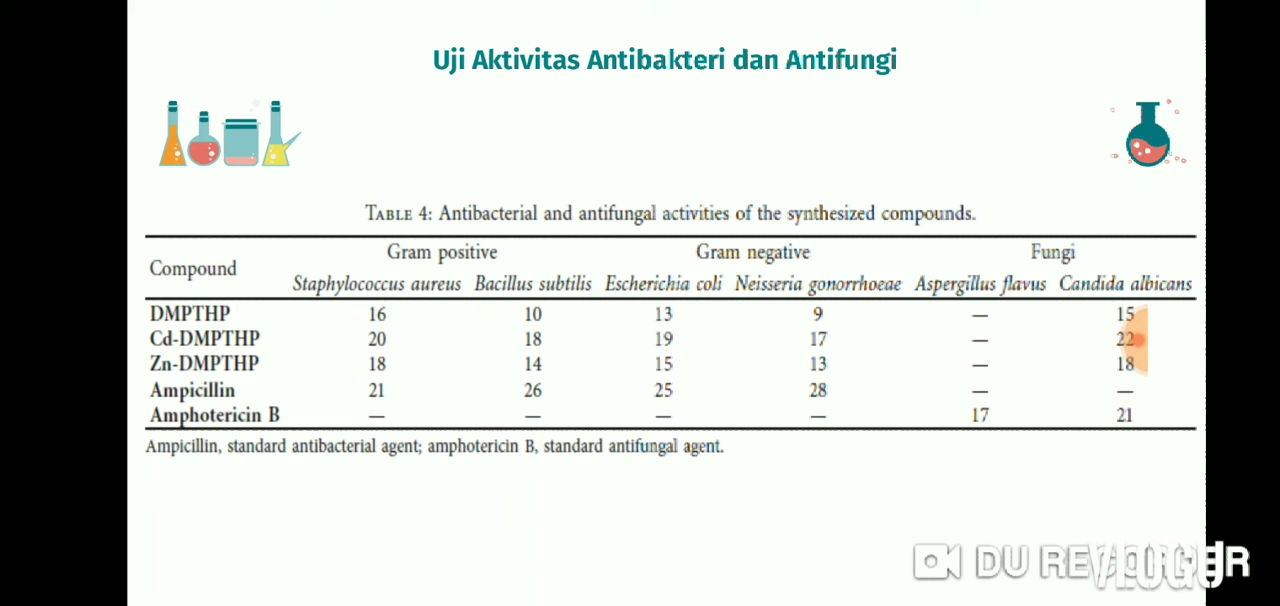 Uji Aktivitas Antibakteri dan Antifungi
TABLE 4: Antibacterial and antifungal activities of the synthesized compounds.
Compound Gram positive Gram negative Fungi
Staphylococcus aureus Bacillus subtilis Escherichia coli Neisseria gonorrhoeae Aspergillus flavus Candida albicans
DMPTHP 16 10 13 9 — 15
Cd-DMPTHP 20 18 19 17 — 22
Zn-DMPTHP 18 14 15 13 — 18
Ampicillin 21 26 25 28 — —
Amphotericin B — — — — 17 21
Ampicillin, standard antibacterial agent; amphotericin B, standard antifungal agent.
DU